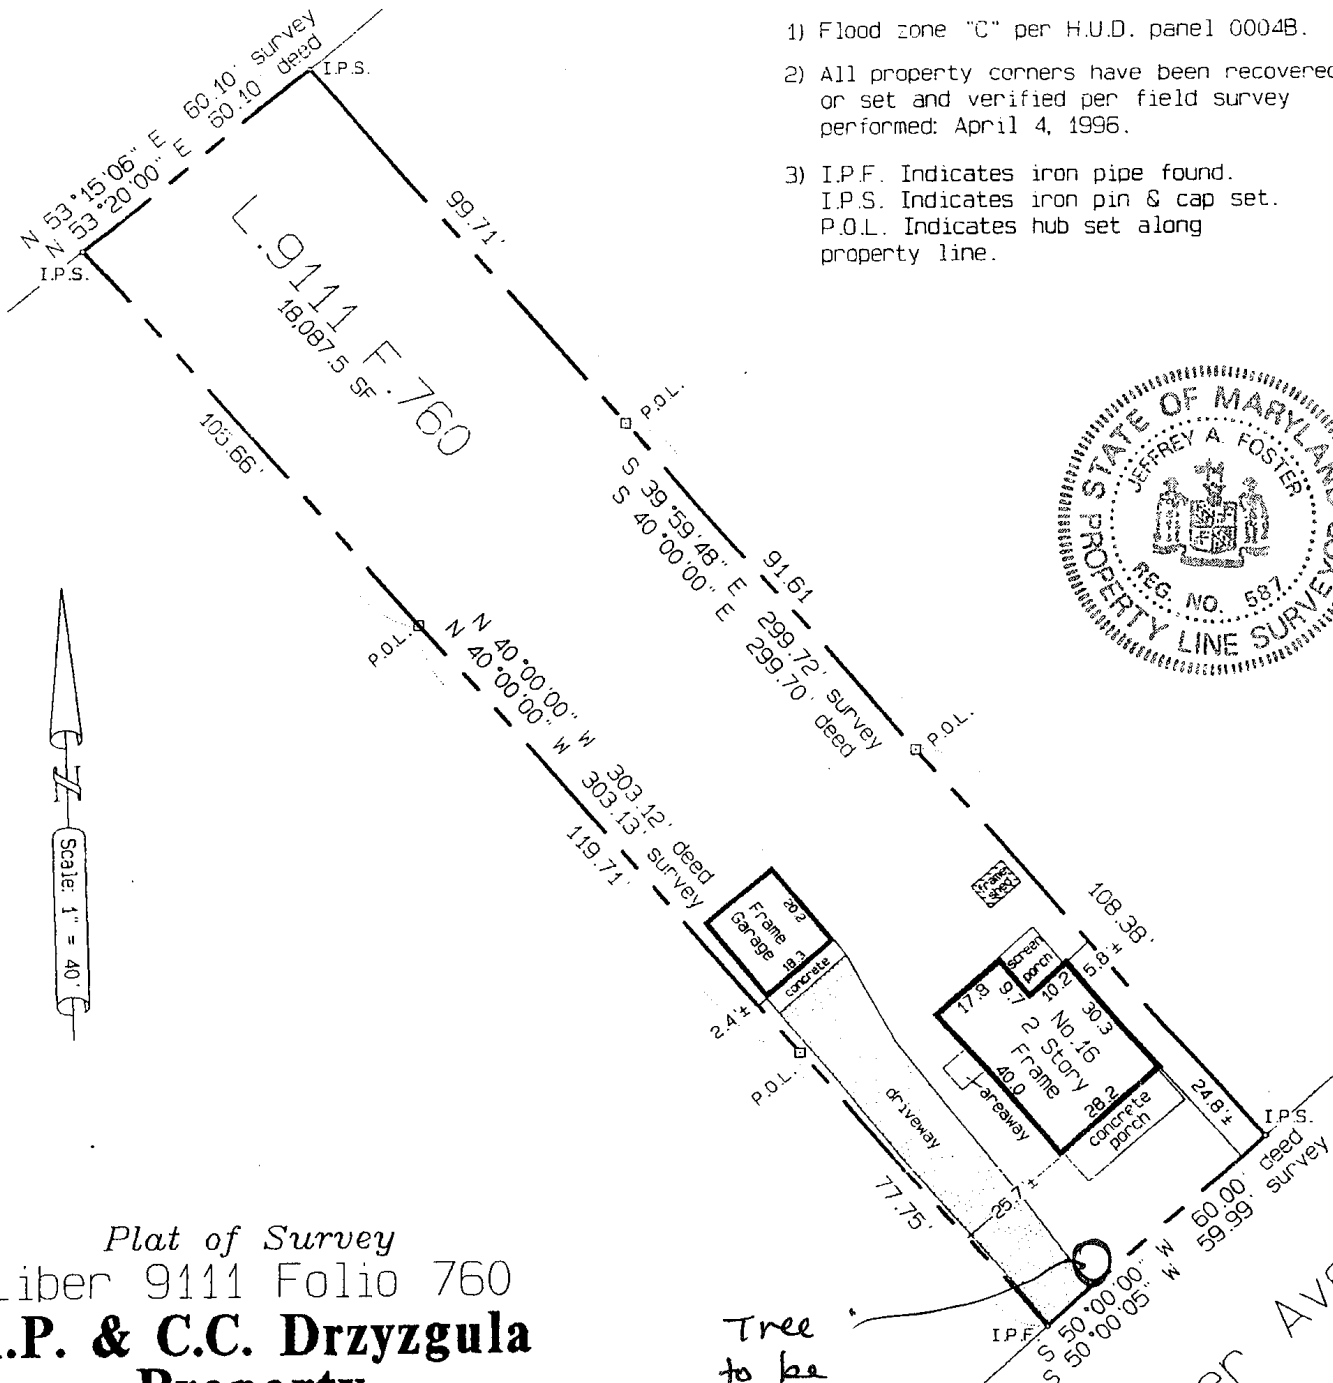 1) Flood zone "C" per H.U.D. panel 0004B.
2) All property corners have been recovered
or set and verified per field survey
performed: April 4, 1996.
3) I.P.F. Indicates iron pipe found.
I.P.S. Indicates iron pin & cap set.
P.O.L. Indicates hub set along
property line.
N 53°15'06" E 60.10' survey
N 53°20'00" E 60.10' deed
I.P.S.
I.P.S.
99.71'
L.9111 F.760
18,087.5 SF
P.O.L.
S 39°59'48" E 299.72' survey
S 40°00'00" E 299.70' deed
91.61
P.O.L.
P.O.L.
N 40°00'00" W 303.12' deed
N 40°00'00" W 303.13' survey
119.71'
STATE OF MARYLAND
JEFFREY A. FOSTER
REG. NO. 587
PROPERTY LINE SURVEYOR
N
Scale: 1" = 40'
20.2
Frame
Garage
18.3
concrete
2.4'±
P.O.L.
driveway
77.75'
frame
shed
108.38'
screen
porch
5.8'±
17.8
9.7
10.2
30.3
No.16
2 Story
Frame
40.0
28.2
areaway
concrete
porch
24.8'±
25.7'±
I.P.S.
S 50°00'00" W 60.00' deed
S 50°00'05" W 59.99' survey
I.P.F.
Tree
to be
Plat of Survey
Liber 9111 Folio 760
.P. & C.C. Drzyzgula
Property